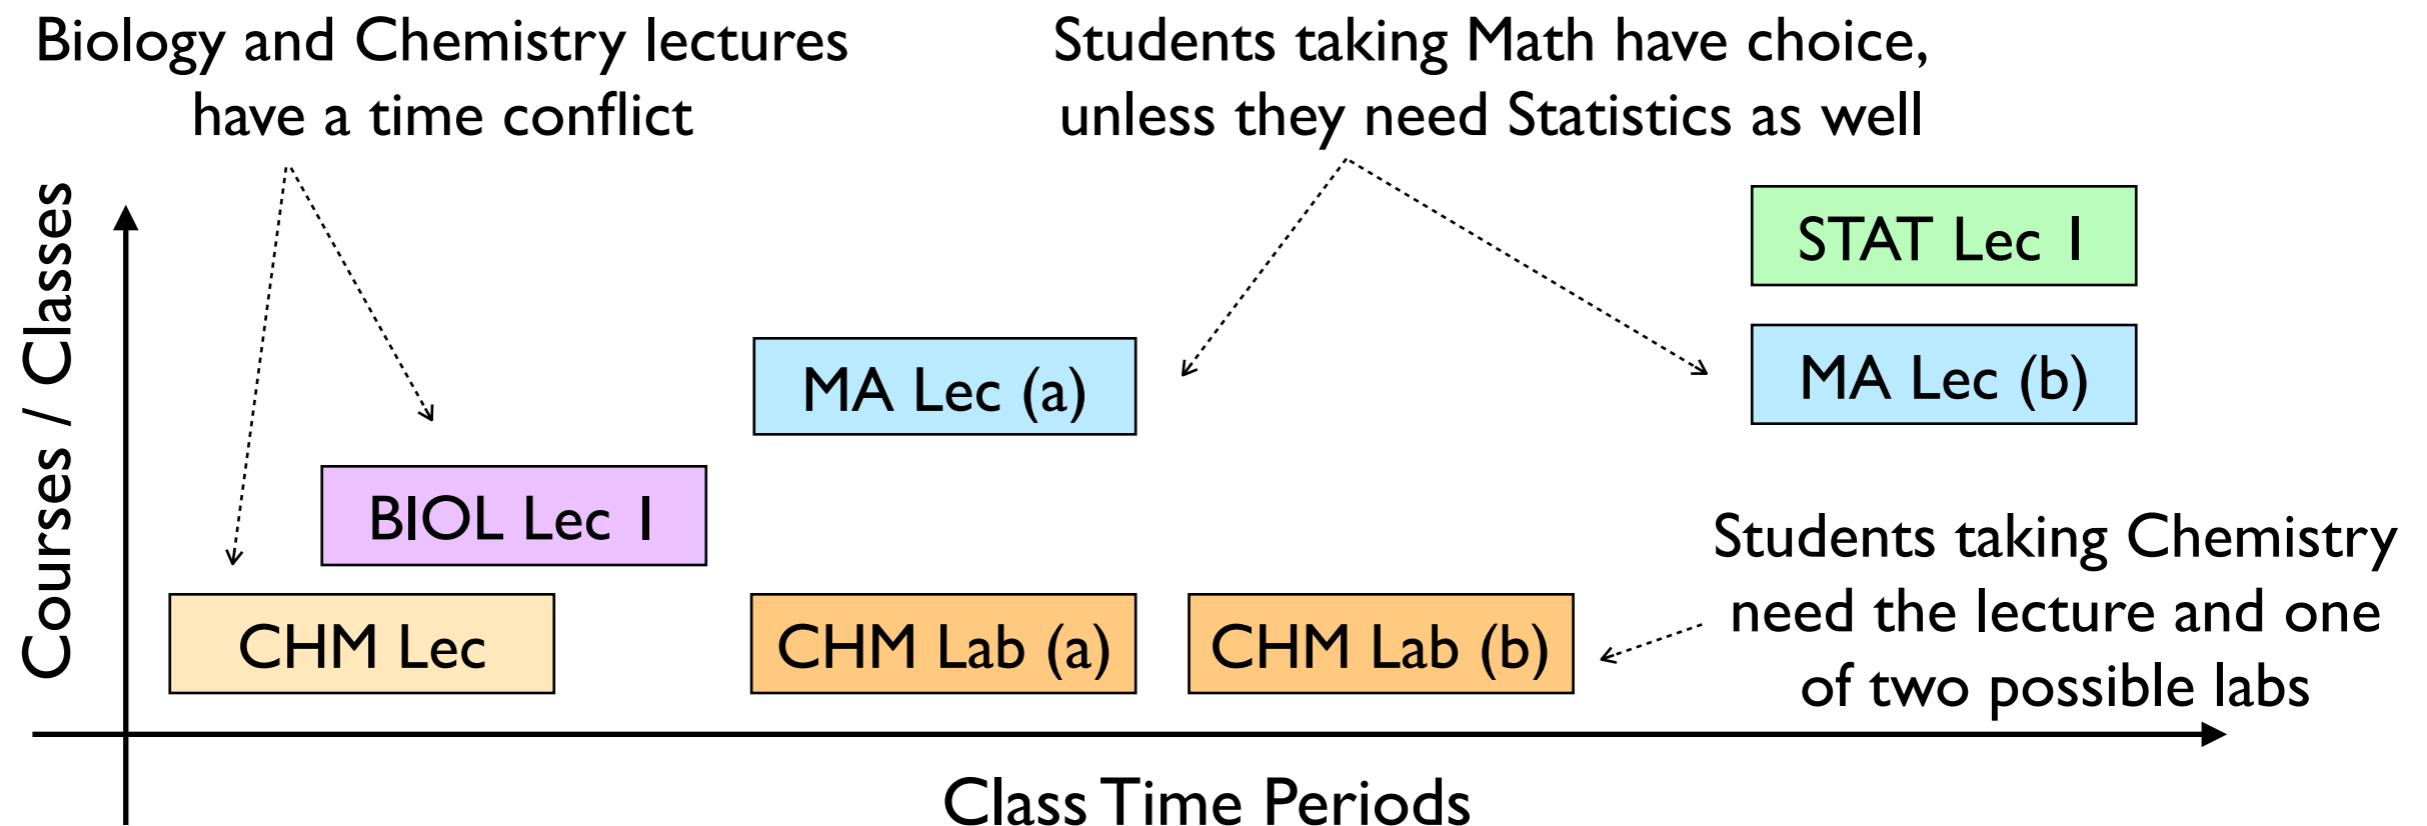 Biology and Chemistry lectures
have a time conflict
Students taking Math have choice,
unless they need Statistics as well
Courses / Classes
STAT Lec 1
MA Lec (a)
MA Lec (b)
BIOL Lec 1
Students taking Chemistry
need the lecture and one
of two possible labs
CHM Lec
CHM Lab (a)
CHM Lab (b)
Class Time Periods